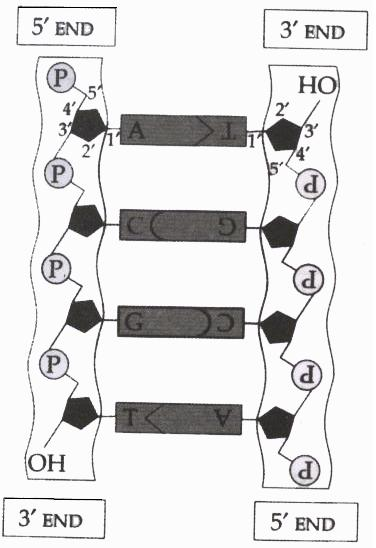 5′ END 3′ END
P HO
5′
4′ 2′
3′ A T 3′
1′ 1′
2′ 4′
5′
P P
C G
P P
G C
P P
T A
OH P
3′ END 5′ END